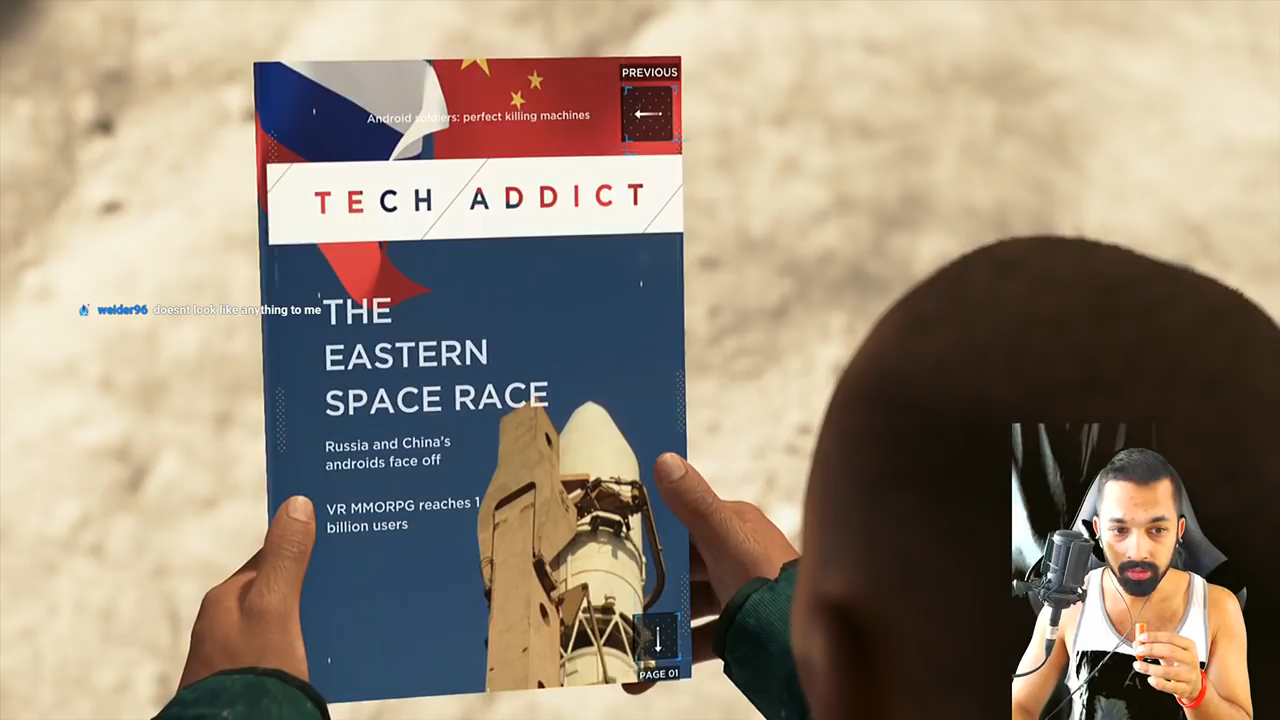 PREVIOUS
Android soldiers: perfect killing machines
TECH ADDICT
welder96 doesnt look like anything to me
THE
EASTERN
SPACE RACE
Russia and China's
androids face off
VR MMORPG reaches 1
billion users
PAGE 01